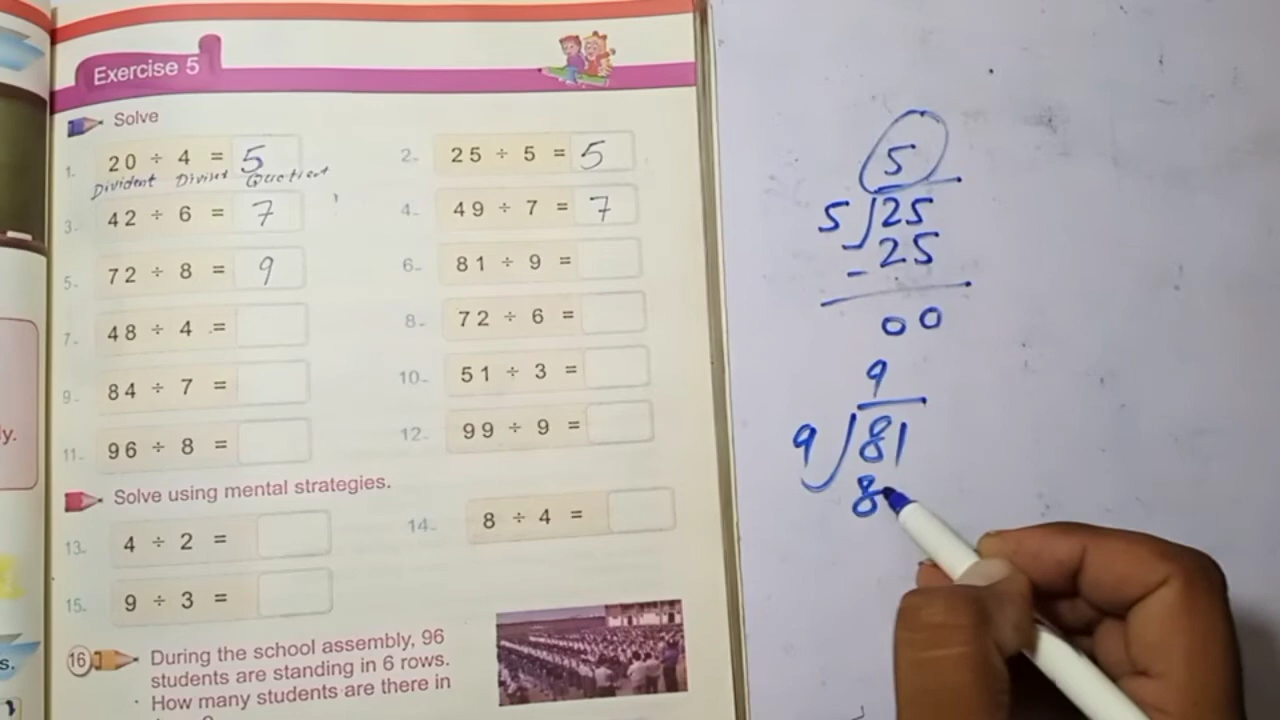 Exercise 5
Solve
1. 20 ÷ 4 = 5
Divident Divisor Quotient
2. 25 ÷ 5 = 5
3. 42 ÷ 6 = 7
4. 49 ÷ 7 = 7
5. 72 ÷ 8 = 9
6. 81 ÷ 9 =
7. 48 ÷ 4 =
8. 72 ÷ 6 =
9. 84 ÷ 7 =
10. 51 ÷ 3 =
11. 96 ÷ 8 =
12. 99 ÷ 9 =
Solve using mental strategies.
13. 4 ÷ 2 =
14. 8 ÷ 4 =
15. 9 ÷ 3 =
16 During the school assembly, 96
students are standing in 6 rows.
How many students are there in
ly.
s.
5
5 25
- 25
00
9
9 81
8